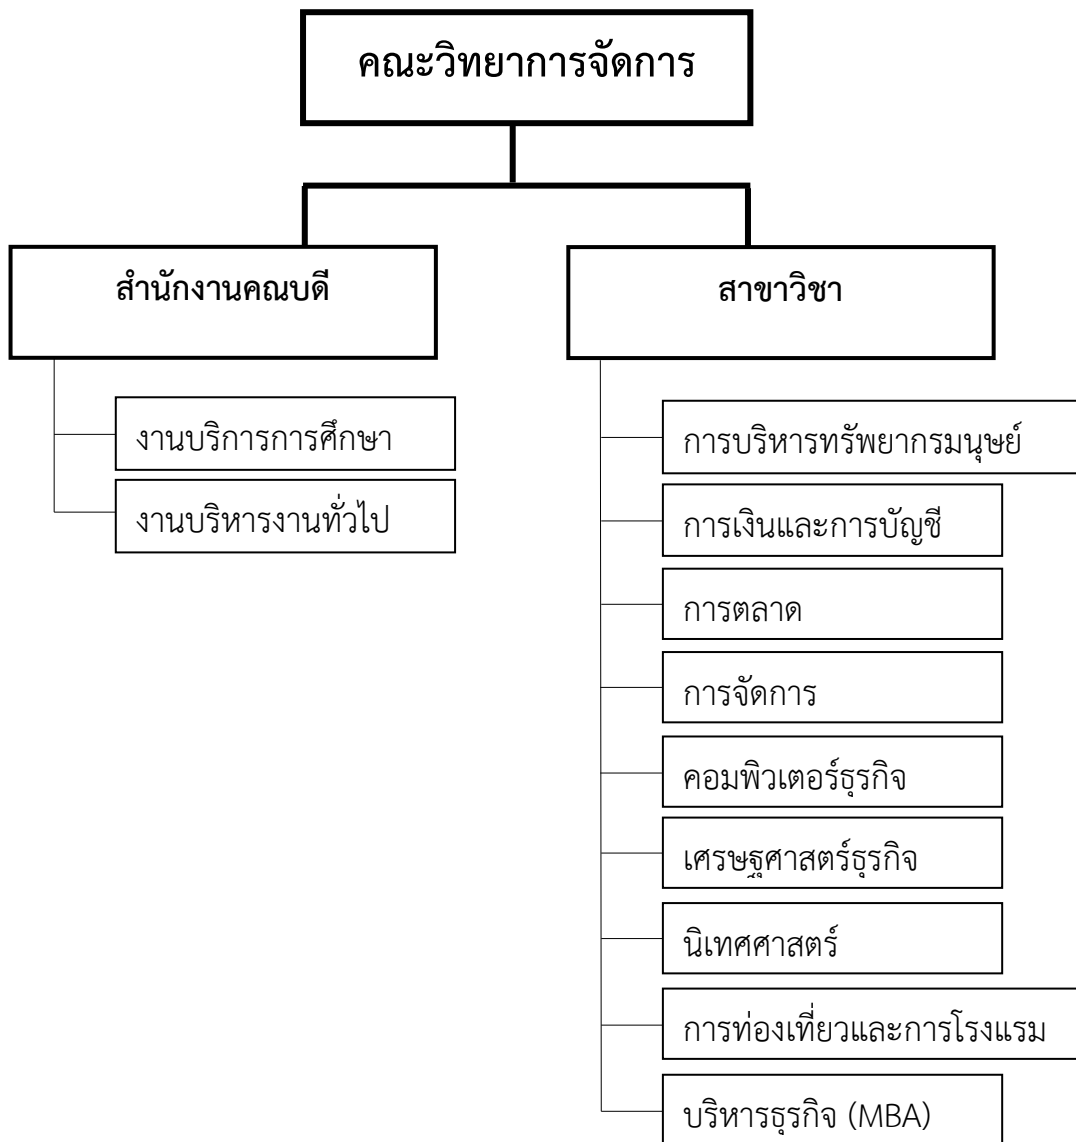 คณะวิทยาการจัดการ
สำนักงานคณบดี
งานบริการการศึกษา
งานบริหารงานทั่วไป
สาขาวิชา
การบริหารทรัพยากรมนุษย์
การเงินและการบัญชี
การตลาด
การจัดการ
คอมพิวเตอร์ธุรกิจ
เศรษฐศาสตร์ธุรกิจ
นิเทศศาสตร์
การท่องเที่ยวและการโรงแรม
บริหารธุรกิจ (MBA)